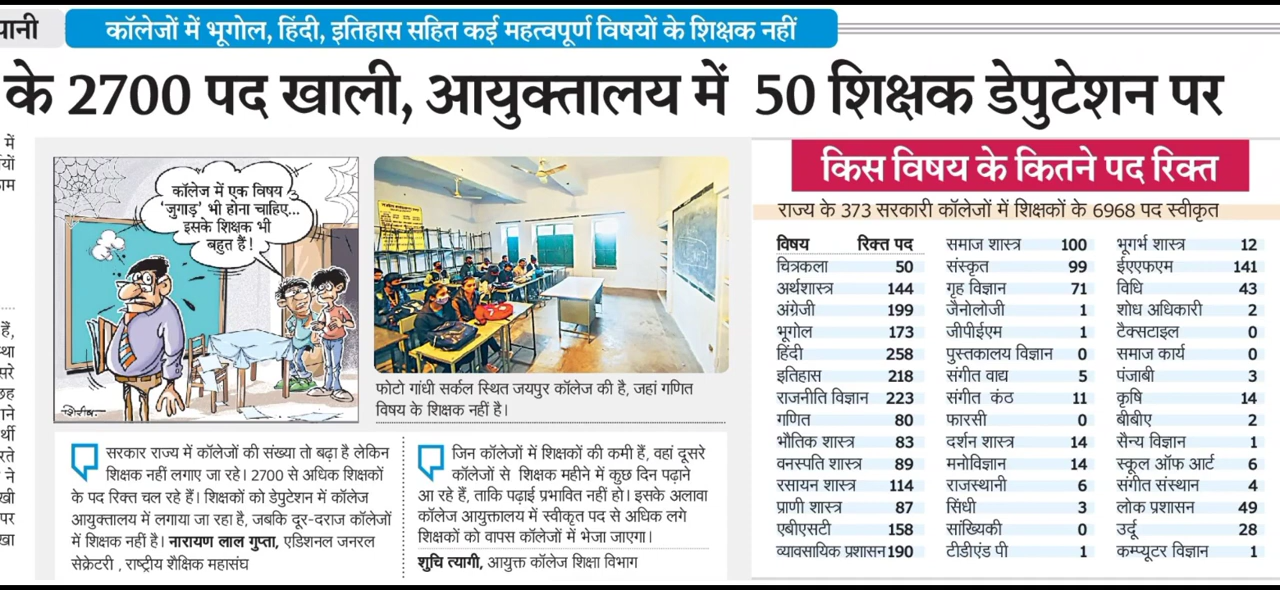 कॉलेजों में भूगोल, हिंदी, इतिहास सहित कई महत्वपूर्ण विषयों के शिक्षक नहीं
के 2700 पद खाली, आयुक्तालय में 50 शिक्षक डेपुटेशन पर
कॉलेज में एक विषय
'जुगाड़' भी होना चाहिए...
इसके शिक्षक भी
बहुत हैं!
फोटो गांधी सर्कल स्थित जयपुर कॉलेज की है, जहां गणित
विषय के शिक्षक नहीं है।
सरकार राज्य में कॉलेजों की संख्या तो बढ़ा है लेकिन
शिक्षक नहीं लगाए जा रहे। 2700 से अधिक शिक्षकों
के पद रिक्त चल रहे हैं। शिक्षकों को डेपुटेशन में कॉलेज
आयुक्तालय में लगाया जा रहा है, जबकि दूर-दराज कॉलेजों
में शिक्षक नहीं है। नारायण लाल गुप्ता, एडिशनल जनरल
सेक्रेटरी , राष्ट्रीय शैक्षिक महासंघ
जिन कॉलेजों में शिक्षकों की कमी हैं, वहां दूसरे
कॉलेजों से शिक्षक महीने में कुछ दिन पढ़ाने
आ रहे हैं, ताकि पढ़ाई प्रभावित नहीं हो। इसके अलावा
कॉलेज आयुक्तालय में स्वीकृत पद से अधिक लगे
शिक्षकों को वापस कॉलेजों में भेजा जाएगा।
शुचि त्यागी, आयुक्त कॉलेज शिक्षा विभाग
किस विषय के कितने पद रिक्त
राज्य के 373 सरकारी कॉलेजों में शिक्षकों के 6968 पद स्वीकृत
विषय रिक्त पद
चित्रकला 50
अर्थशास्त्र 144
अंग्रेजी 199
भूगोल 173
हिंदी 258
इतिहास 218
राजनीति विज्ञान 223
गणित 80
भौतिक शास्त्र 83
वनस्पति शास्त्र 89
रसायन शास्त्र 114
प्राणी शास्त्र 87
एबीएसटी 158
व्यावसायिक प्रशासन 190
समाज शास्त्र 100
संस्कृत 99
गृह विज्ञान 71
जैनोलोजी 1
जीपीईएम 1
पुस्तकालय विज्ञान 0
संगीत वाद्य 5
संगीत कंठ 11
फारसी 0
दर्शन शास्त्र 14
मनोविज्ञान 14
राजस्थानी 6
सिंधी 3
सांख्यिकी 0
टीडीएंड पी 1
भूगर्भ शास्त्र 12
ईएएफएम 141
विधि 43
शोध अधिकारी 2
टैक्सटाइल 0
समाज कार्य 0
पंजाबी 3
कृषि 14
बीबीए 2
सैन्य विज्ञान 1
स्कूल ऑफ आर्ट 6
संगीत संस्थान 4
लोक प्रशासन 49
उर्दू 28
कम्प्यूटर विज्ञान 1